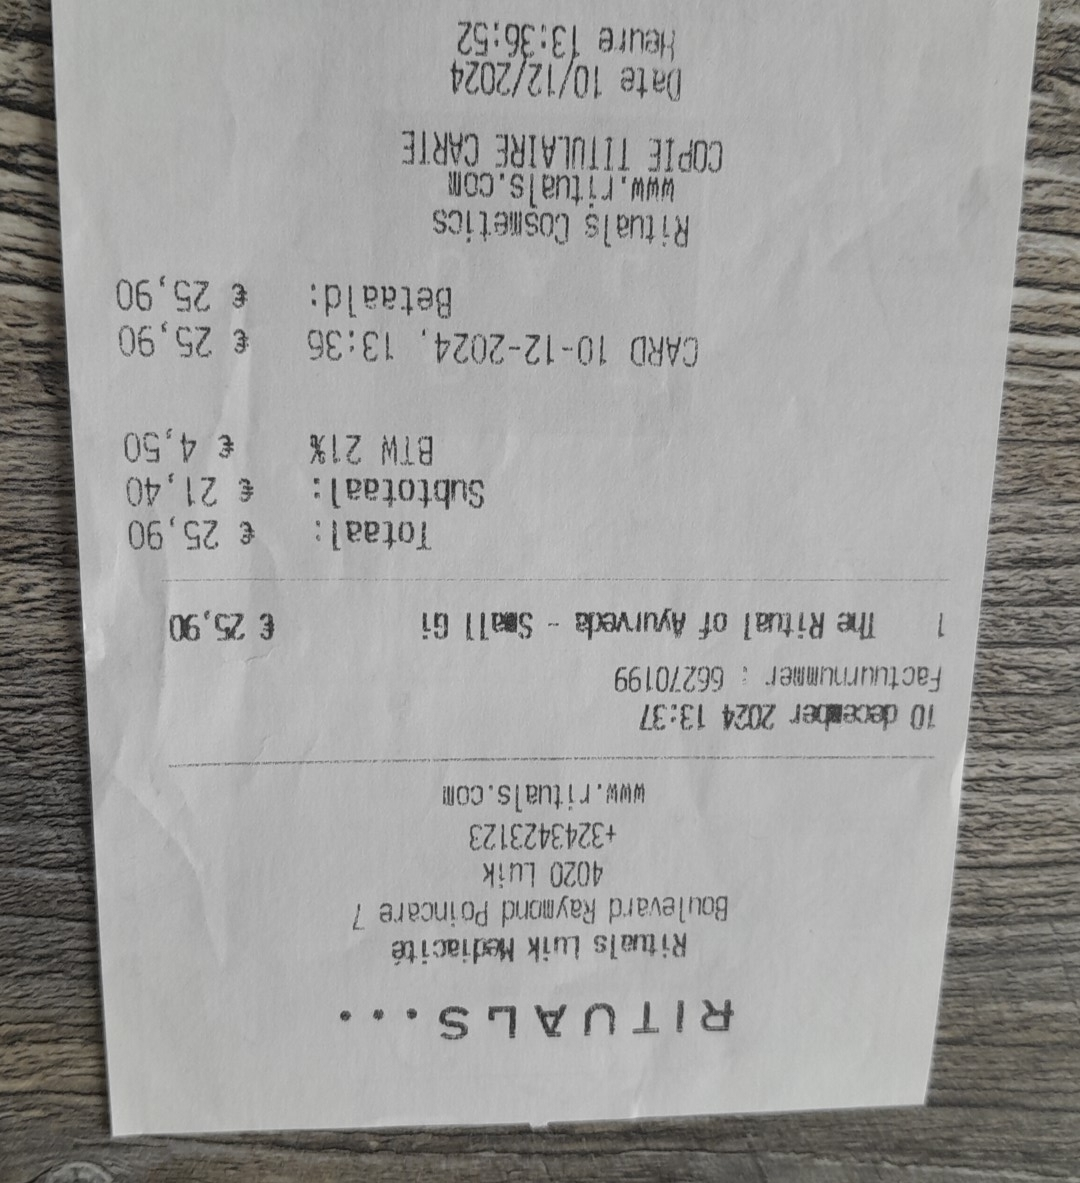 RITUALS...
Rituals Luik Mediacité
Boulevard Raymond Poincare 7
4020 Luik
+3243423123
www.rituals.com
10 december 2024 13:37
Factuurnummer : 66270199
1 The Ritual of Ayurveda - Small Gi € 25,90
Totaal: € 25,90
Subtotaal: € 21,40
BTW 21% € 4,50
CARD 10-12-2024, 13:36 € 25,90
Betaald: € 25,90
Rituals Cosmetics
www.rituals.com
COPIE TITULAIRE CARTE
Date 10/12/2024
Heure 13:36:52